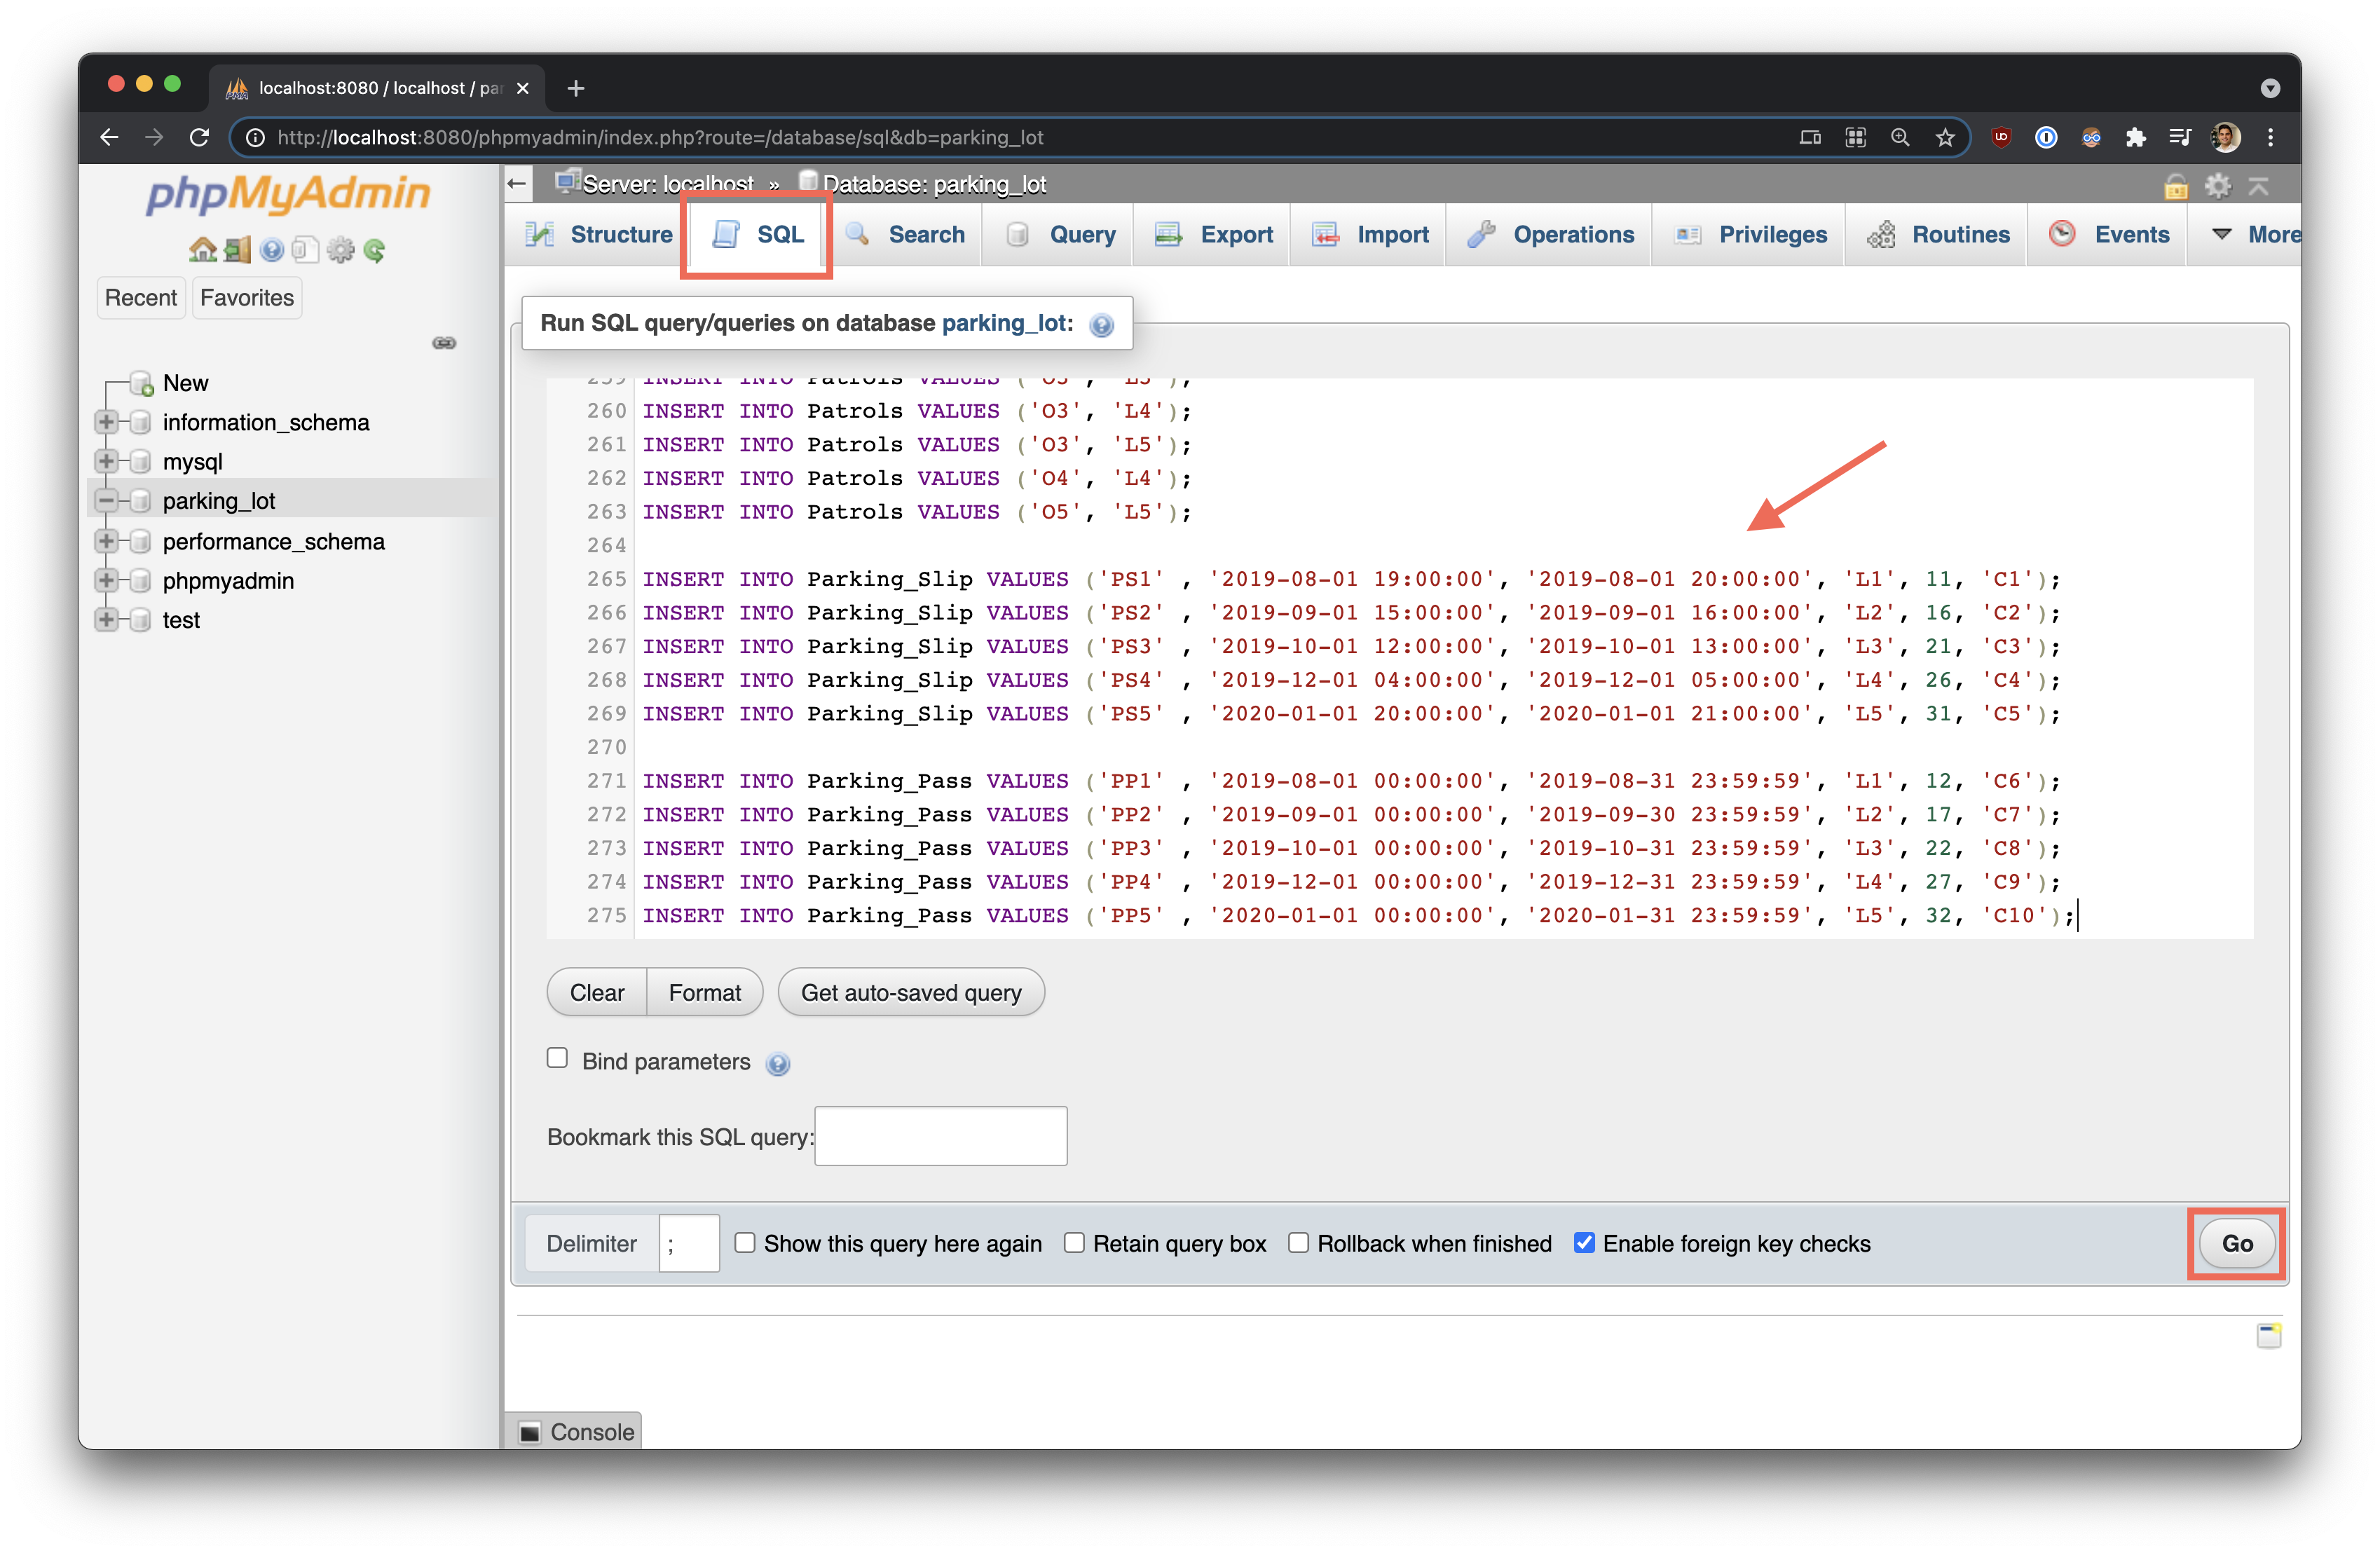 localhost:8080 / localhost / par
http://localhost:8080/phpmyadmin/index.php?route=/database/sql&db=parking_lot
phpMyAdmin
Recent Favorites
New
information_schema
mysql
parking_lot
performance_schema
phpmyadmin
test
Server: localhost » Database: parking_lot
Structure SQL Search Query Export Import Operations Privileges Routines Events More
Run SQL query/queries on database parking_lot:
259 INSERT INTO Patrols VALUES ('O3', 'L3');
260 INSERT INTO Patrols VALUES ('O3', 'L4');
261 INSERT INTO Patrols VALUES ('O3', 'L5');
262 INSERT INTO Patrols VALUES ('O4', 'L4');
263 INSERT INTO Patrols VALUES ('O5', 'L5');
264
265 INSERT INTO Parking_Slip VALUES ('PS1' , '2019-08-01 19:00:00', '2019-08-01 20:00:00', 'L1', 11, 'C1');
266 INSERT INTO Parking_Slip VALUES ('PS2' , '2019-09-01 15:00:00', '2019-09-01 16:00:00', 'L2', 16, 'C2');
267 INSERT INTO Parking_Slip VALUES ('PS3' , '2019-10-01 12:00:00', '2019-10-01 13:00:00', 'L3', 21, 'C3');
268 INSERT INTO Parking_Slip VALUES ('PS4' , '2019-12-01 04:00:00', '2019-12-01 05:00:00', 'L4', 26, 'C4');
269 INSERT INTO Parking_Slip VALUES ('PS5' , '2020-01-01 20:00:00', '2020-01-01 21:00:00', 'L5', 31, 'C5');
270
271 INSERT INTO Parking_Pass VALUES ('PP1' , '2019-08-01 00:00:00', '2019-08-31 23:59:59', 'L1', 12, 'C6');
272 INSERT INTO Parking_Pass VALUES ('PP2' , '2019-09-01 00:00:00', '2019-09-30 23:59:59', 'L2', 17, 'C7');
273 INSERT INTO Parking_Pass VALUES ('PP3' , '2019-10-01 00:00:00', '2019-10-31 23:59:59', 'L3', 22, 'C8');
274 INSERT INTO Parking_Pass VALUES ('PP4' , '2019-12-01 00:00:00', '2019-12-31 23:59:59', 'L4', 27, 'C9');
275 INSERT INTO Parking_Pass VALUES ('PP5' , '2020-01-01 00:00:00', '2020-01-31 23:59:59', 'L5', 32, 'C10');
Clear Format Get auto-saved query
Bind parameters
Bookmark this SQL query:
Delimiter ; Show this query here again Retain query box Rollback when finished Enable foreign key checks Go
Console